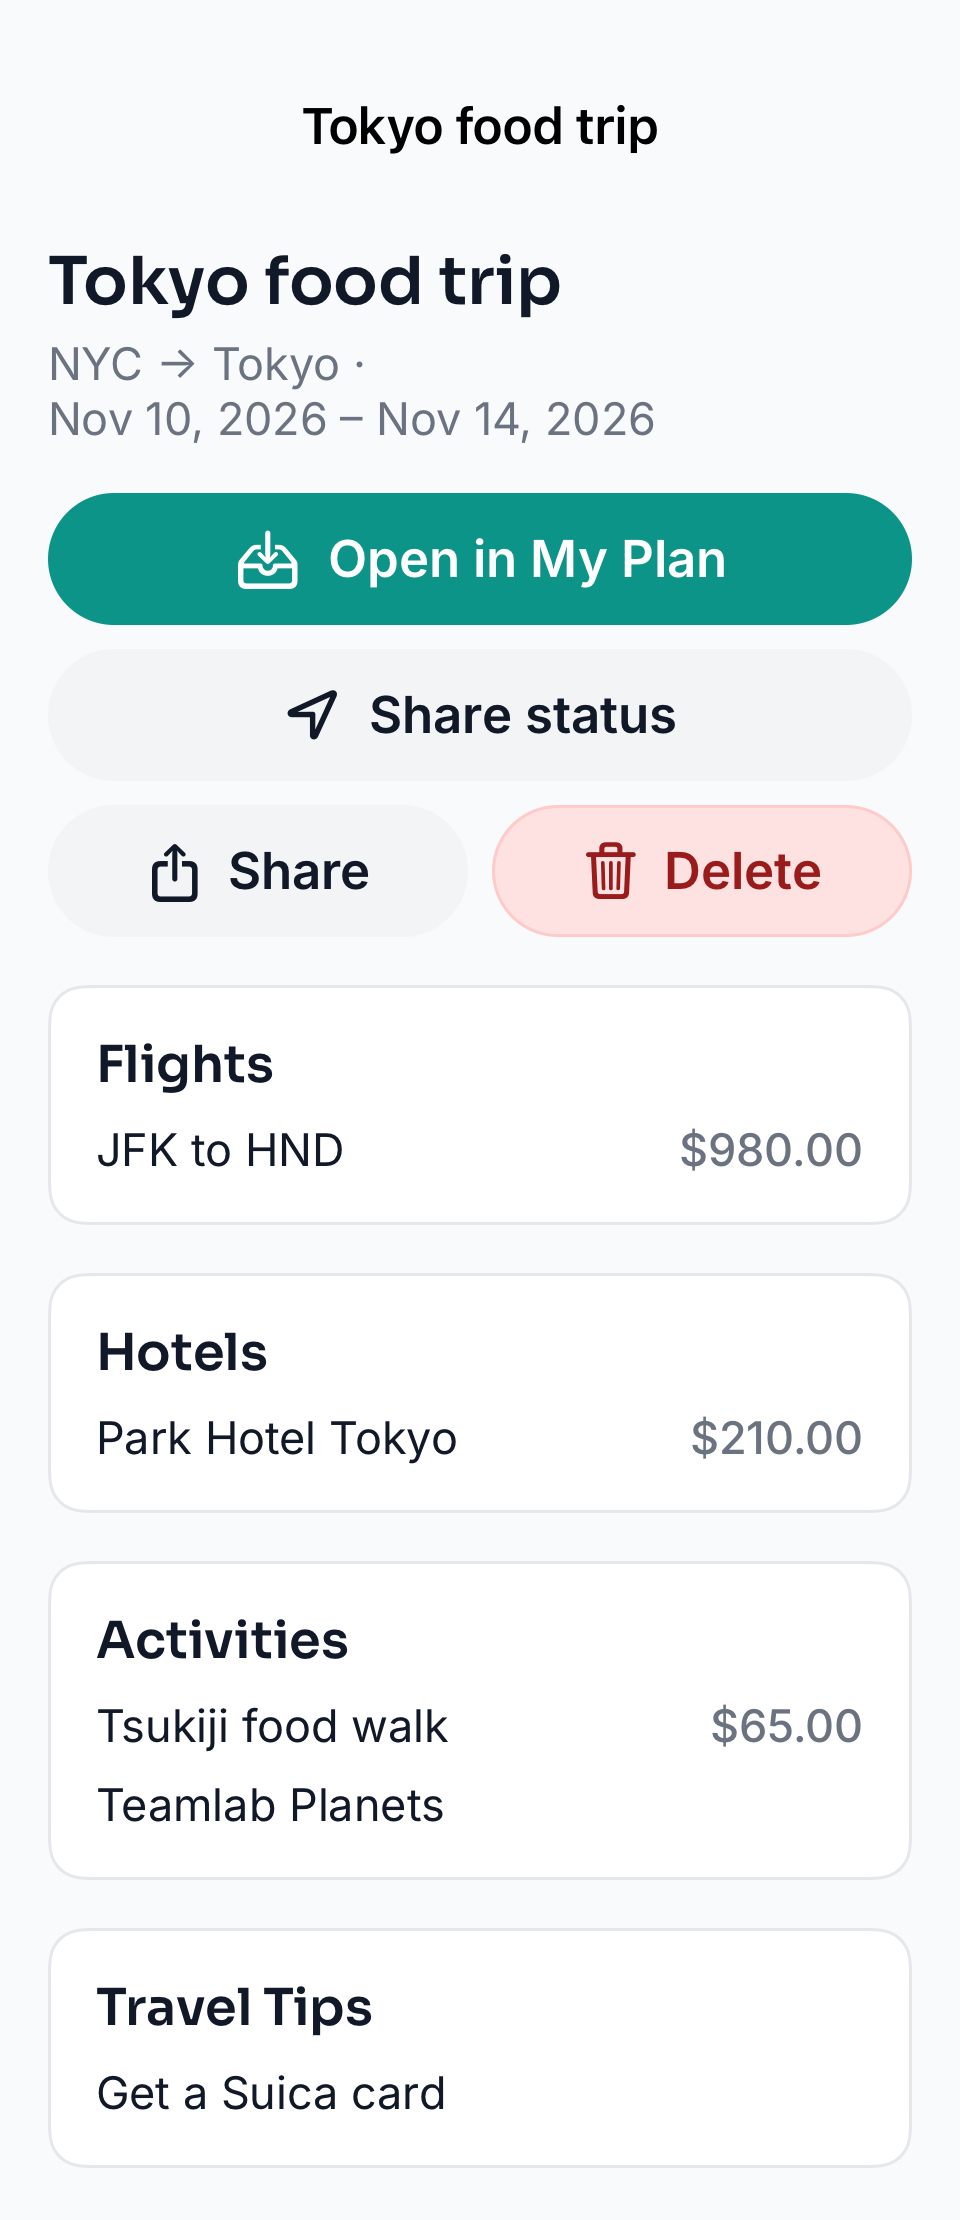 Tokyo food trip
Tokyo food trip
NYC → Tokyo ·
Nov 10, 2026 – Nov 14, 2026
Open in My Plan
Share status
Share
Delete
Flights
JFK to HND $980.00
Hotels
Park Hotel Tokyo $210.00
Activities
Tsukiji food walk $65.00
Teamlab Planets
Travel Tips
Get a Suica card